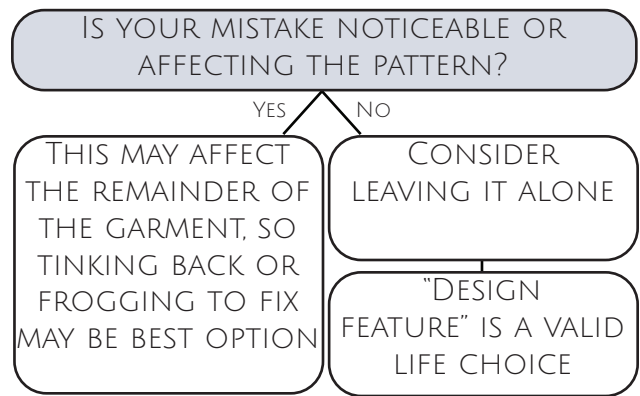 Is your mistake noticeable or
affecting the pattern?
Yes
No
This may affect
the remainder of
the garment, so
tinking back or
frogging to fix
may be best option
Consider
leaving it alone
"Design
feature" is a valid
life choice